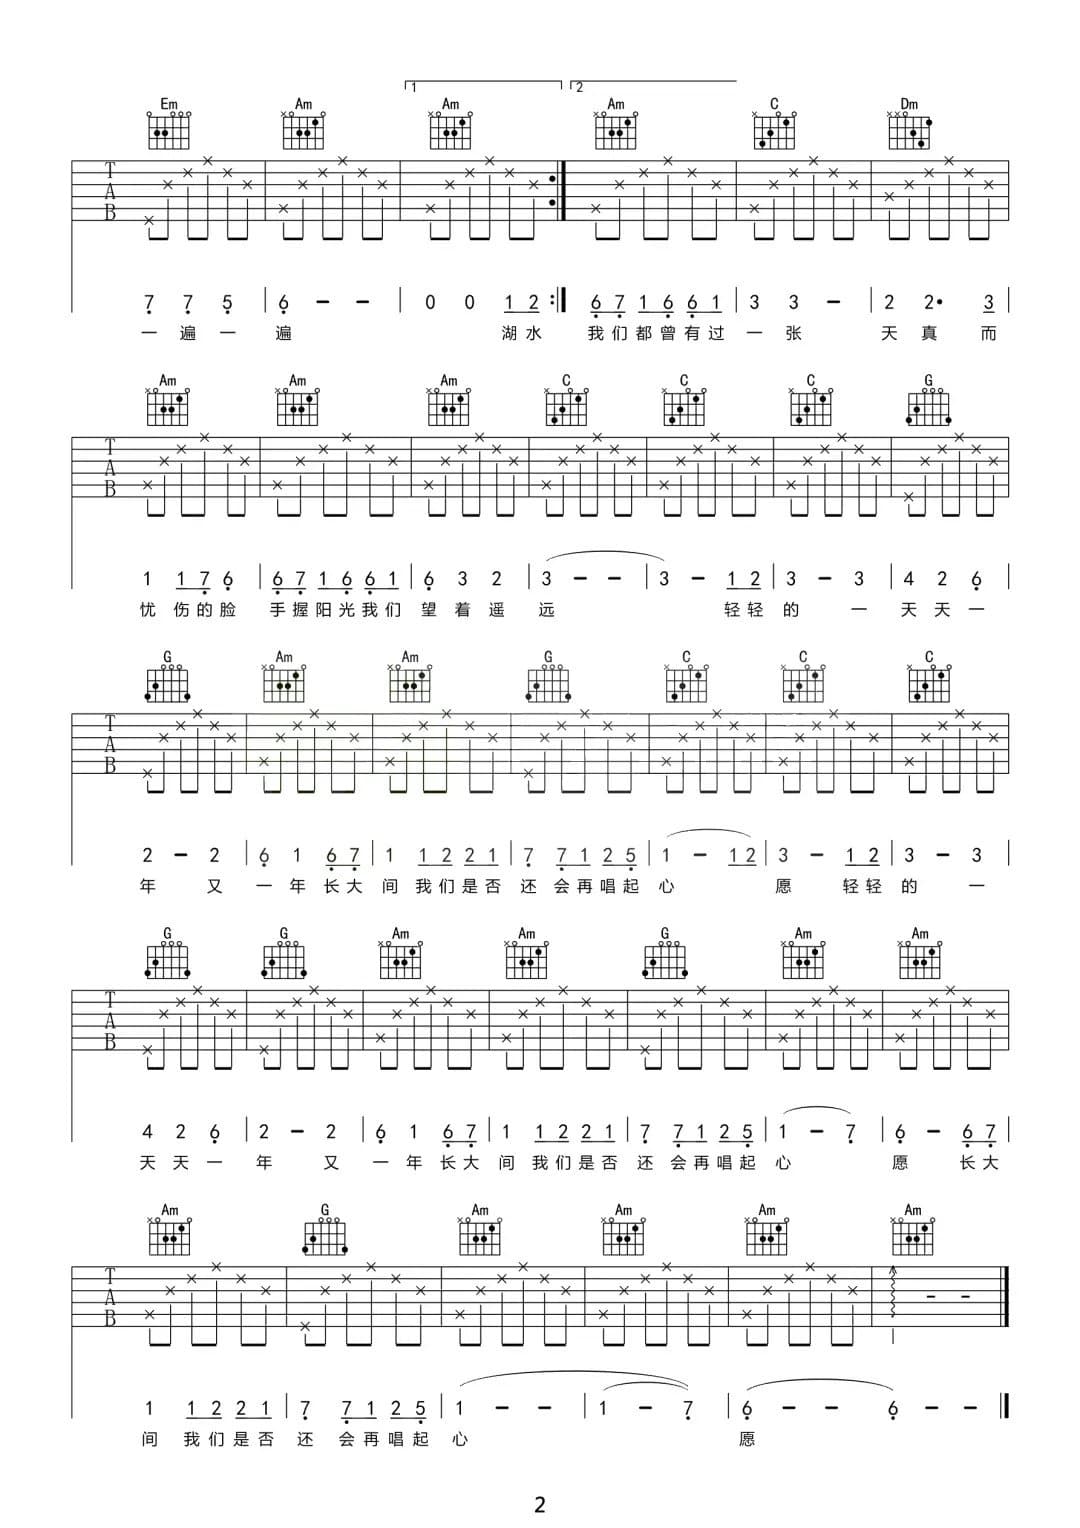 1 2
Em Am Am Am C Dm
T A B
7 7 5 | 6 - - | 0 0 1 2 :| 6 7 1 6 6 1 | 3 3 - | 2 2· 3 |
一 遍 一 遍 湖 水 我 们 都 曾 有 过 一 张 天 真 而
Am Am Am C C C G
T A B
1 1 7 6 | 6 7 1 6 6 1 | 6 3 2 | 3 - - | 3 - 1 2 | 3 - 3 | 4 2 6 |
忧 伤 的 脸 手 握 阳 光 我 们 望 着 遥 远 轻 轻 的 一 天 天 一
G Am Am G C C C
T A B
2 - 2 | 6 1 6 7 | 1 1 2 2 1 | 7 7 1 2 5 | 1 - 1 2 | 3 - 1 2 | 3 - 3 |
年 又 一 年 长 大 间 我 们 是 否 还 会 再 唱 起 心 愿 轻 轻 的 一
G G Am Am G Am Am
T A B
4 2 6 | 2 - 2 | 6 1 6 7 | 1 1 2 2 1 | 7 7 1 2 5 | 1 - 7 | 6 - 6 7 |
天 天 一 年 又 一 年 长 大 间 我 们 是 否 还 会 再 唱 起 心 愿 长 大
Am G Am Am Am Am
T A B
1 1 2 2 1 | 7 7 1 2 5 | 1 - - | 1 - 7 | 6 - - | 6 - - |
间 我 们 是 否 还 会 再 唱 起 心 愿
2